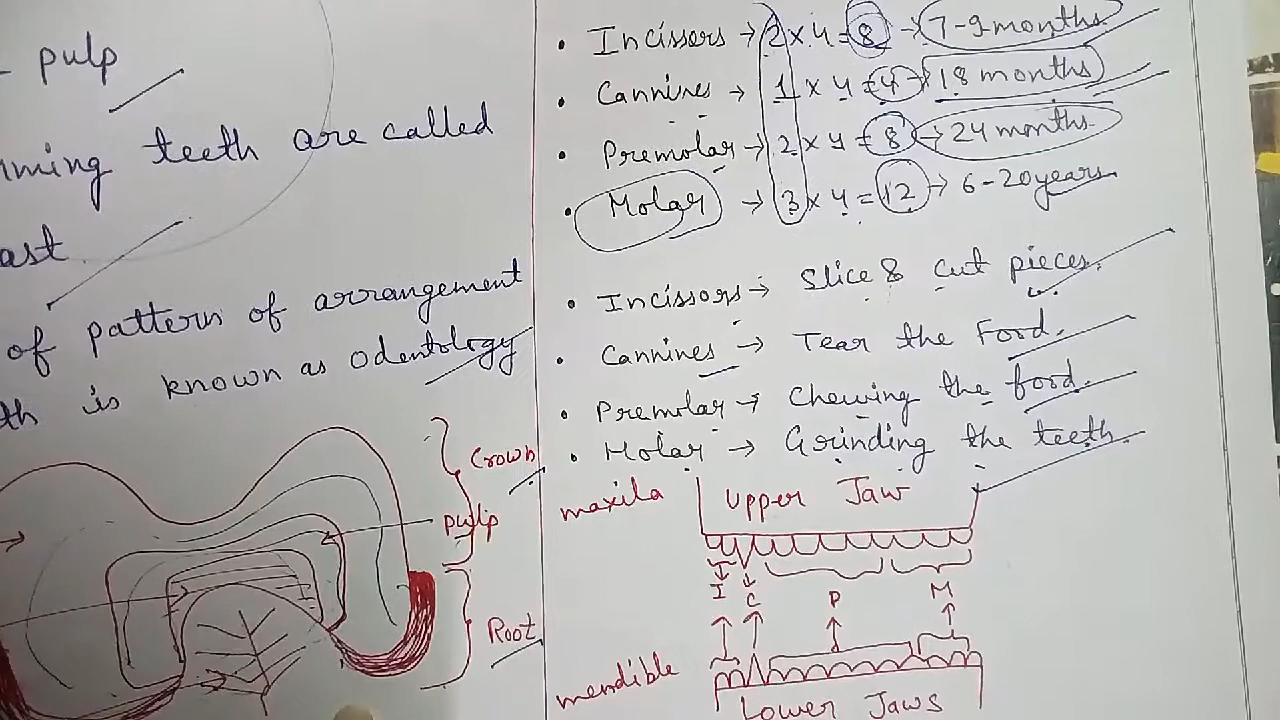 - pulp
mming teeth are called
ast.
of pattern of arrangement
th is known as odentology
Crown
pulp
Root
• Incissors → 2 × 4 = 8 → 7-9 months
• Cannines → 1 × 4 = 4 → 18 months
• Premolar → 2 × 4 = 8 → 24 months
• Molar → 3 × 4 = 12 → 6-20 years
• Incissors → Slice & cut pieces.
• Cannines → Tear the Food.
• Premolar → Chewing the food.
• Molar → Grinding the teeth.
maxila Upper Jaw
I C P M
mendible
Lower Jaws